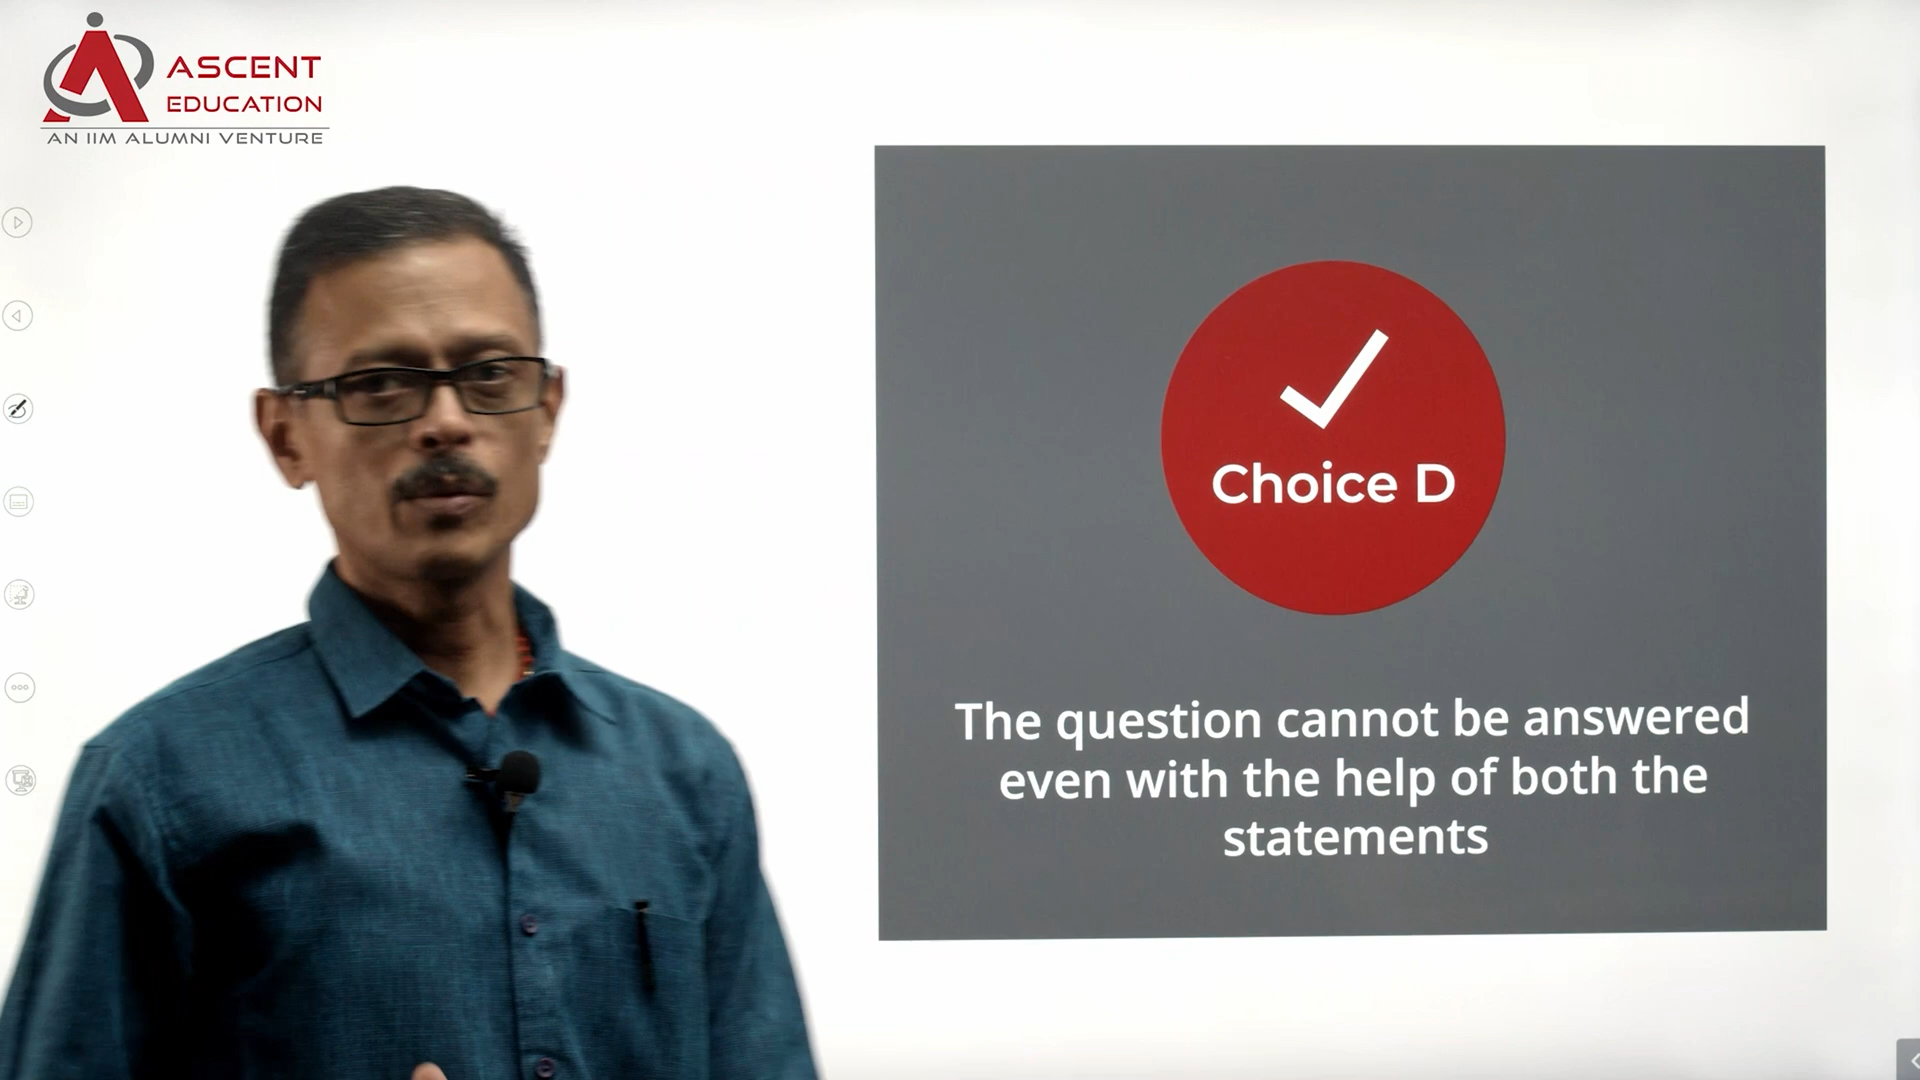 ASCENT
EDUCATION
AN IIM ALUMNI VENTURE
Choice D
The question cannot be answered
even with the help of both the
statements